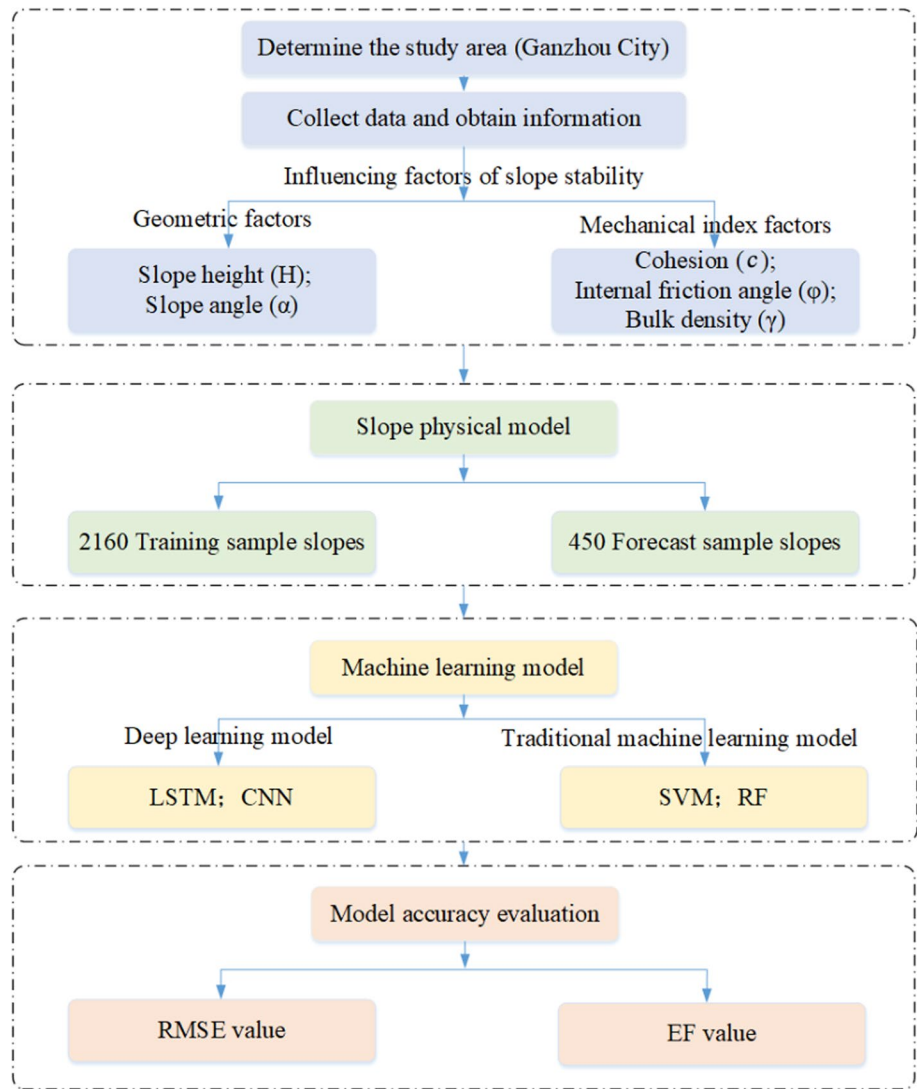 Determine the study area (Ganzhou City)
Collect data and obtain information
Influencing factors of slope stability
Geometric factors
Mechanical index factors
Slope height (H);
Slope angle (α)
Cohesion (c);
Internal friction angle (φ);
Bulk density (γ)
Slope physical model
2160 Training sample slopes
450 Forecast sample slopes
Machine learning model
Deep learning model
Traditional machine learning model
LSTM；CNN
SVM；RF
Model accuracy evaluation
RMSE value
EF value